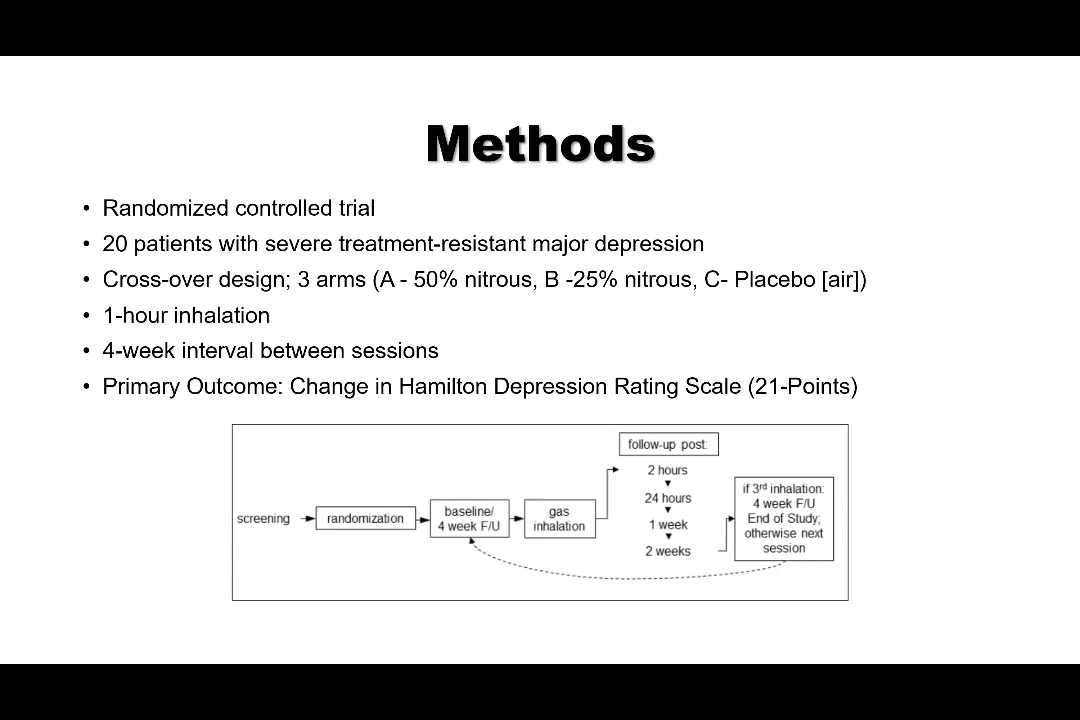 Methods
• Randomized controlled trial
• 20 patients with severe treatment-resistant major depression
• Cross-over design; 3 arms (A - 50% nitrous, B -25% nitrous, C- Placebo [air])
• 1-hour inhalation
• 4-week interval between sessions
• Primary Outcome: Change in Hamilton Depression Rating Scale (21-Points)
screening
randomization
baseline/
4 week F/U
gas
inhalation
follow-up post:
2 hours
24 hours
1 week
2 weeks
if 3rd inhalation:
4 week F/U
End of Study;
otherwise next
session